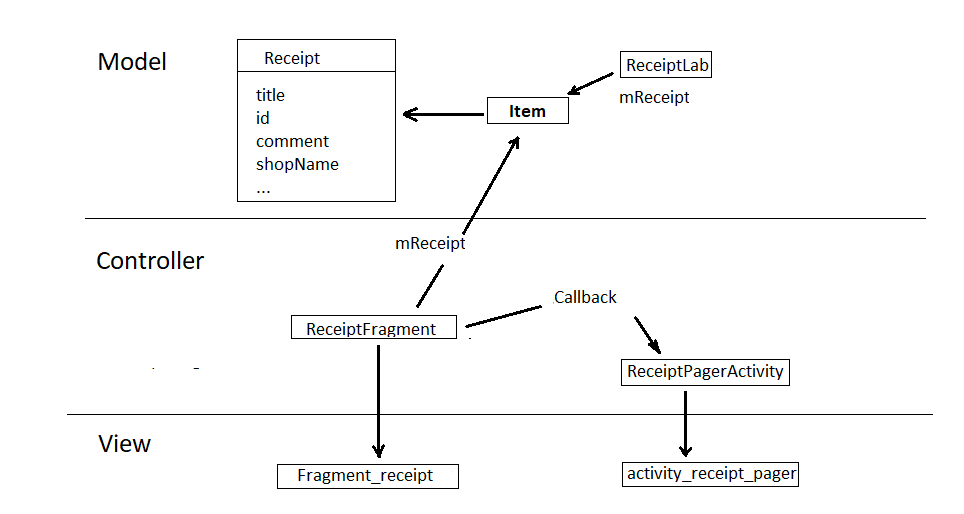 Model
Receipt
title
id
comment
shopName
...
Item
ReceiptLab
mReceipt
mReceipt
Controller
Callback
ReceiptFragment
ReceiptPagerActivity
View
Fragment_receipt
activity_receipt_pager